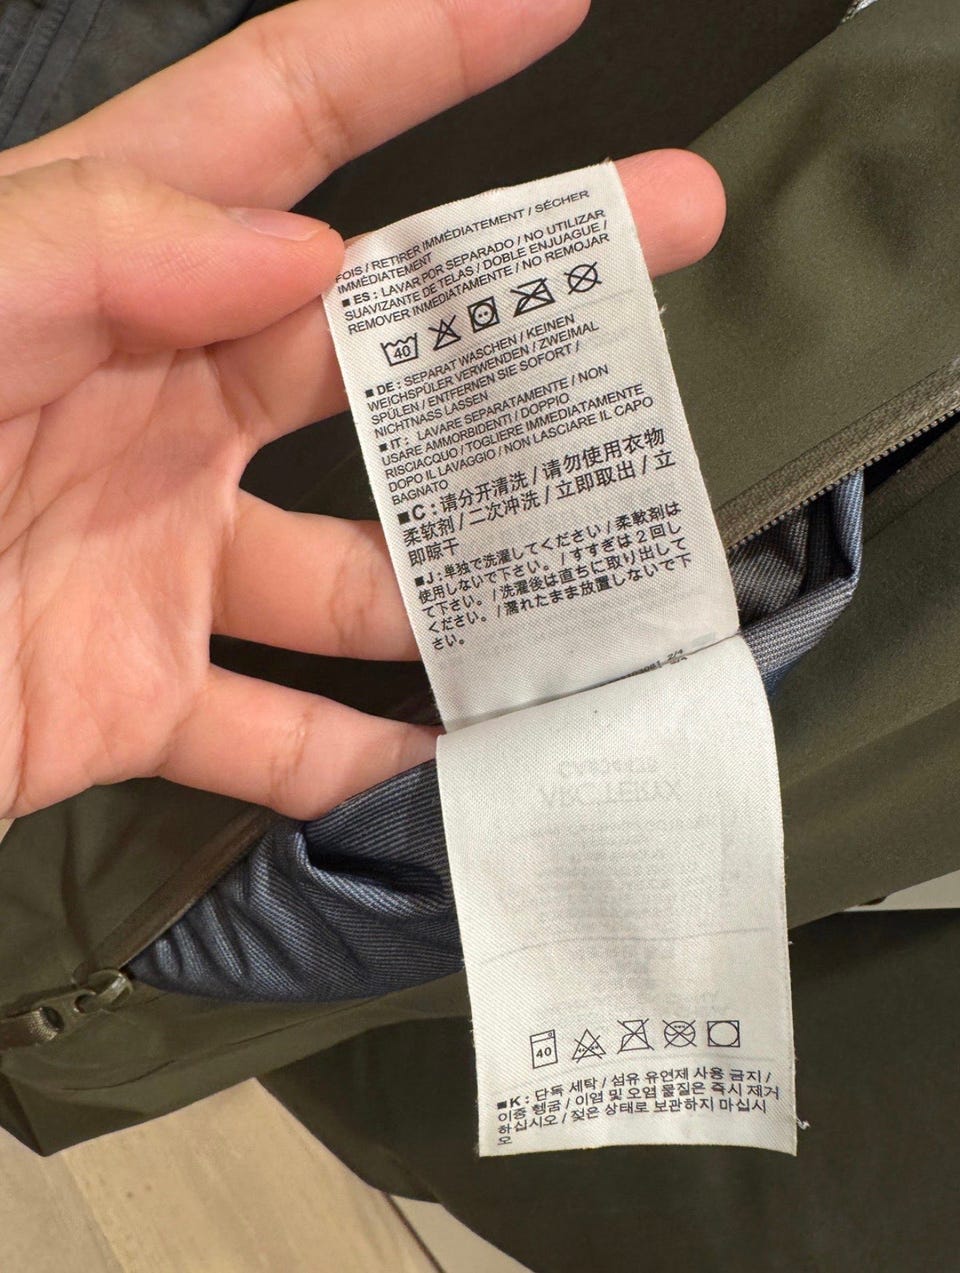 FOIS / RETIRER IMMÉDIATEMENT / SÉCHER
IMMÉDIATEMENT
■ ES : LAVAR POR SEPARADO / NO UTILIZAR
SUAVIZANTE DE TELAS / DOBLE ENJUAGUE /
REMOVER INMEDIATAMENTE / NO REMOJAR
40
■ DE : SEPARAT WASCHEN / KEINEN
WEICHSPÜLER VERWENDEN / ZWEIMAL
SPÜLEN / ENTFERNEN SIE SOFORT /
NICHTNASS LASSEN
■ IT : LAVARE SEPARATAMENTE / NON
USARE AMMORBIDENTI / DOPPIO
RISCIACQUO / TOGLIERE IMMEDIATAMENTE
DOPO IL LAVAGGIO / NON LASCIARE IL CAPO
BAGNATO
■C : 请分开清洗 / 请勿使用衣物
柔软剂 / 二次冲洗 / 立即取出 / 立
即晾干
■J : 単独で洗濯してください / 柔軟剤は
使用しないで下さい。/ すすぎは2回し
て下さい。/ 洗濯後は直ちに取り出して
ください。/ 濡れたまま放置しないで下
さい。
40
■K : 단독 세탁 / 섬유 유연제 사용 금지 /
이중 헹굼 / 이염 및 오염 물질은 즉시 제거
하십시오 / 젖은 상태로 보관하지 마십시
오